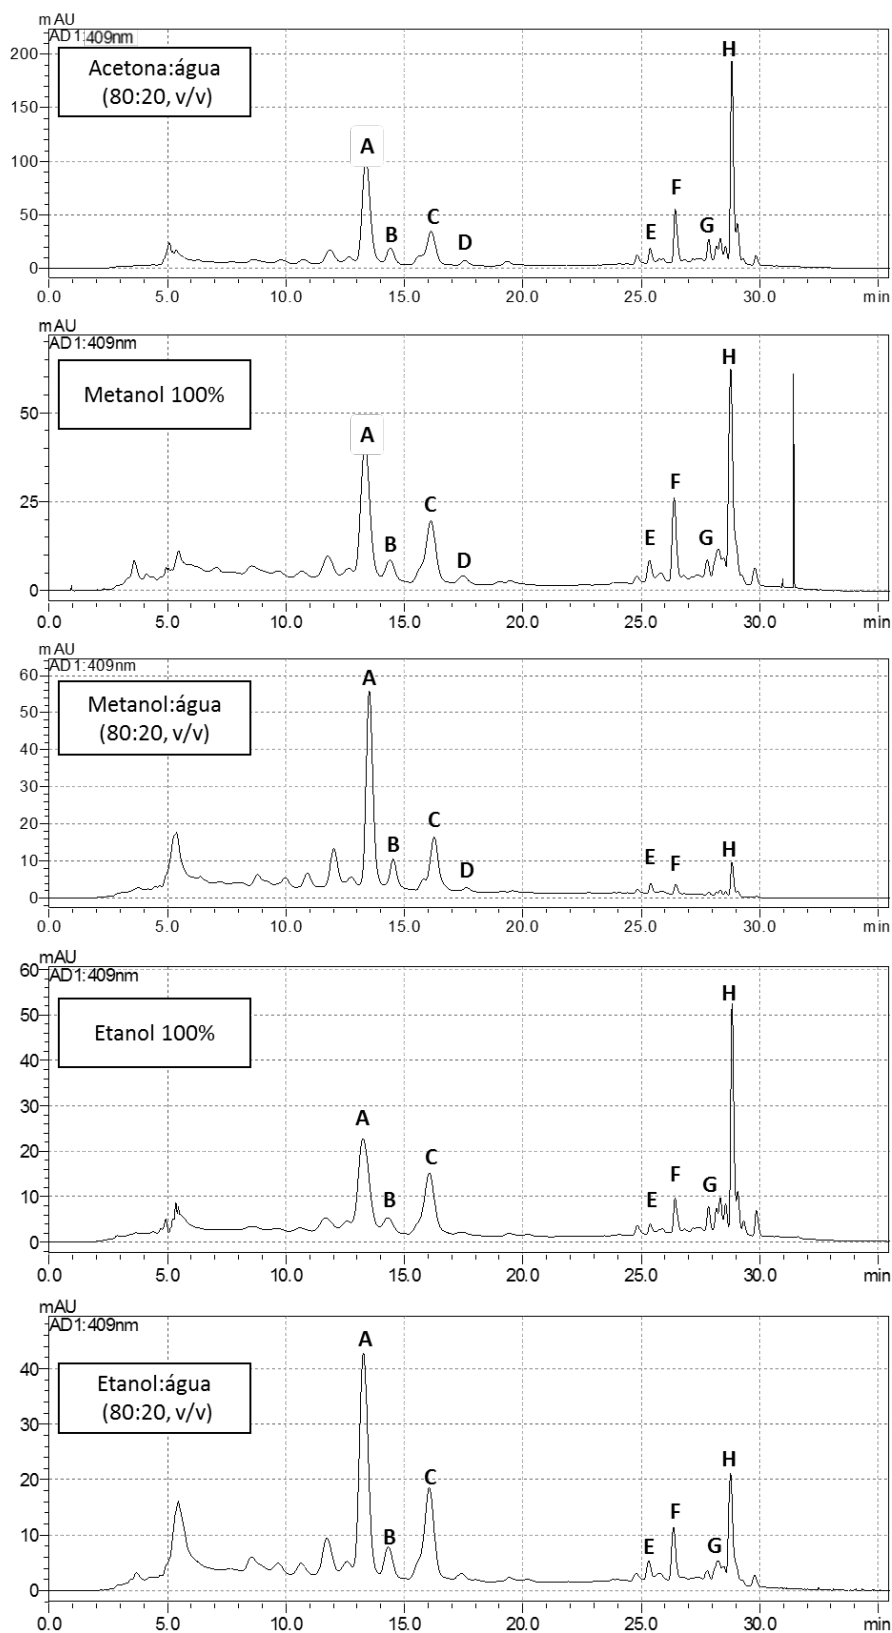 mAU
AD1:409nm
Acetona:água
(80:20, v/v)
200
150
100
50
0
A
B
C
D
E
F
G
H
0.0 5.0 10.0 15.0 20.0 25.0 30.0 min
mAU
AD1:409nm
Metanol 100%
50
25
0
A
B
C
D
E
F
G
H
0.0 5.0 10.0 15.0 20.0 25.0 30.0 min
mAU
AD1:409nm
Metanol:água
(80:20, v/v)
60
50
40
30
20
10
0
A
B
C
D
E
F
H
0.0 5.0 10.0 15.0 20.0 25.0 30.0 min
mAU
AD1:409nm
Etanol 100%
60
50
40
30
20
10
0
A
B
C
E
F
G
H
0.0 5.0 10.0 15.0 20.0 25.0 30.0 min
mAU
AD1:409nm
Etanol:água
(80:20, v/v)
40
30
20
10
0
A
B
C
E
F
G
H
0.0 5.0 10.0 15.0 20.0 25.0 30.0 min